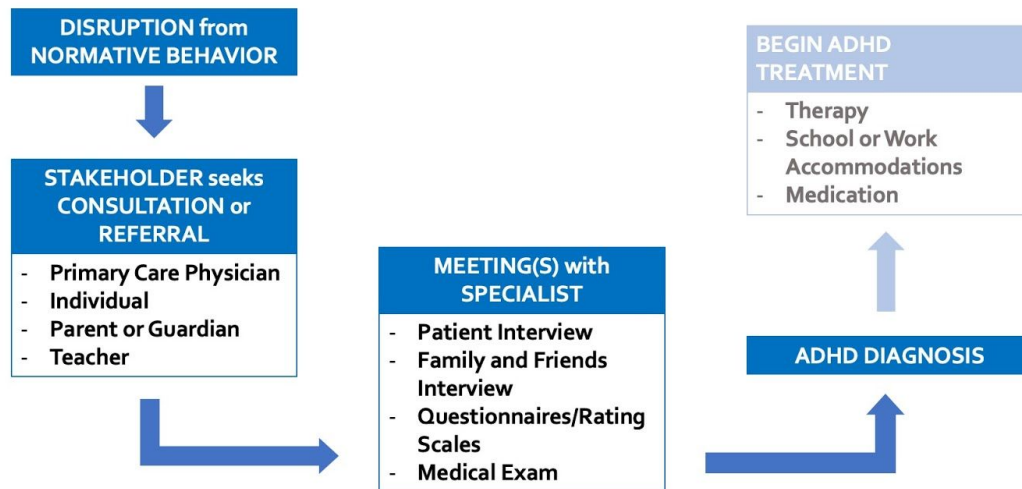 DISRUPTION from
NORMATIVE BEHAVIOR
STAKEHOLDER seeks
CONSULTATION or
REFERRAL
- Primary Care Physician
- Individual
- Parent or Guardian
- Teacher
MEETING(S) with
SPECIALIST
- Patient Interview
- Family and Friends
Interview
- Questionnaires/Rating
Scales
- Medical Exam
ADHD DIAGNOSIS
BEGIN ADHD
TREATMENT
- Therapy
- School or Work
Accommodations
- Medication